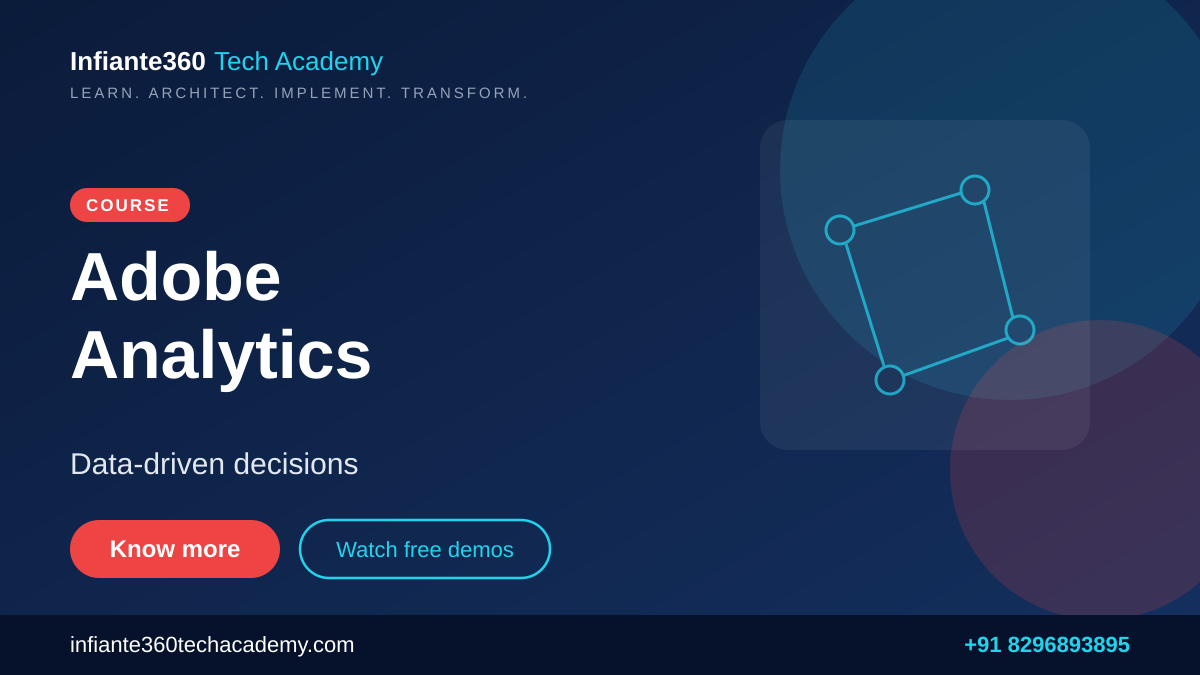 Infiante360 Tech Academy
LEARN. ARCHITECT. IMPLEMENT. TRANSFORM.
COURSE
Adobe
Analytics
Data-driven decisions
Know more
Watch free demos
infiante360techacademy.com
+91 8296893895